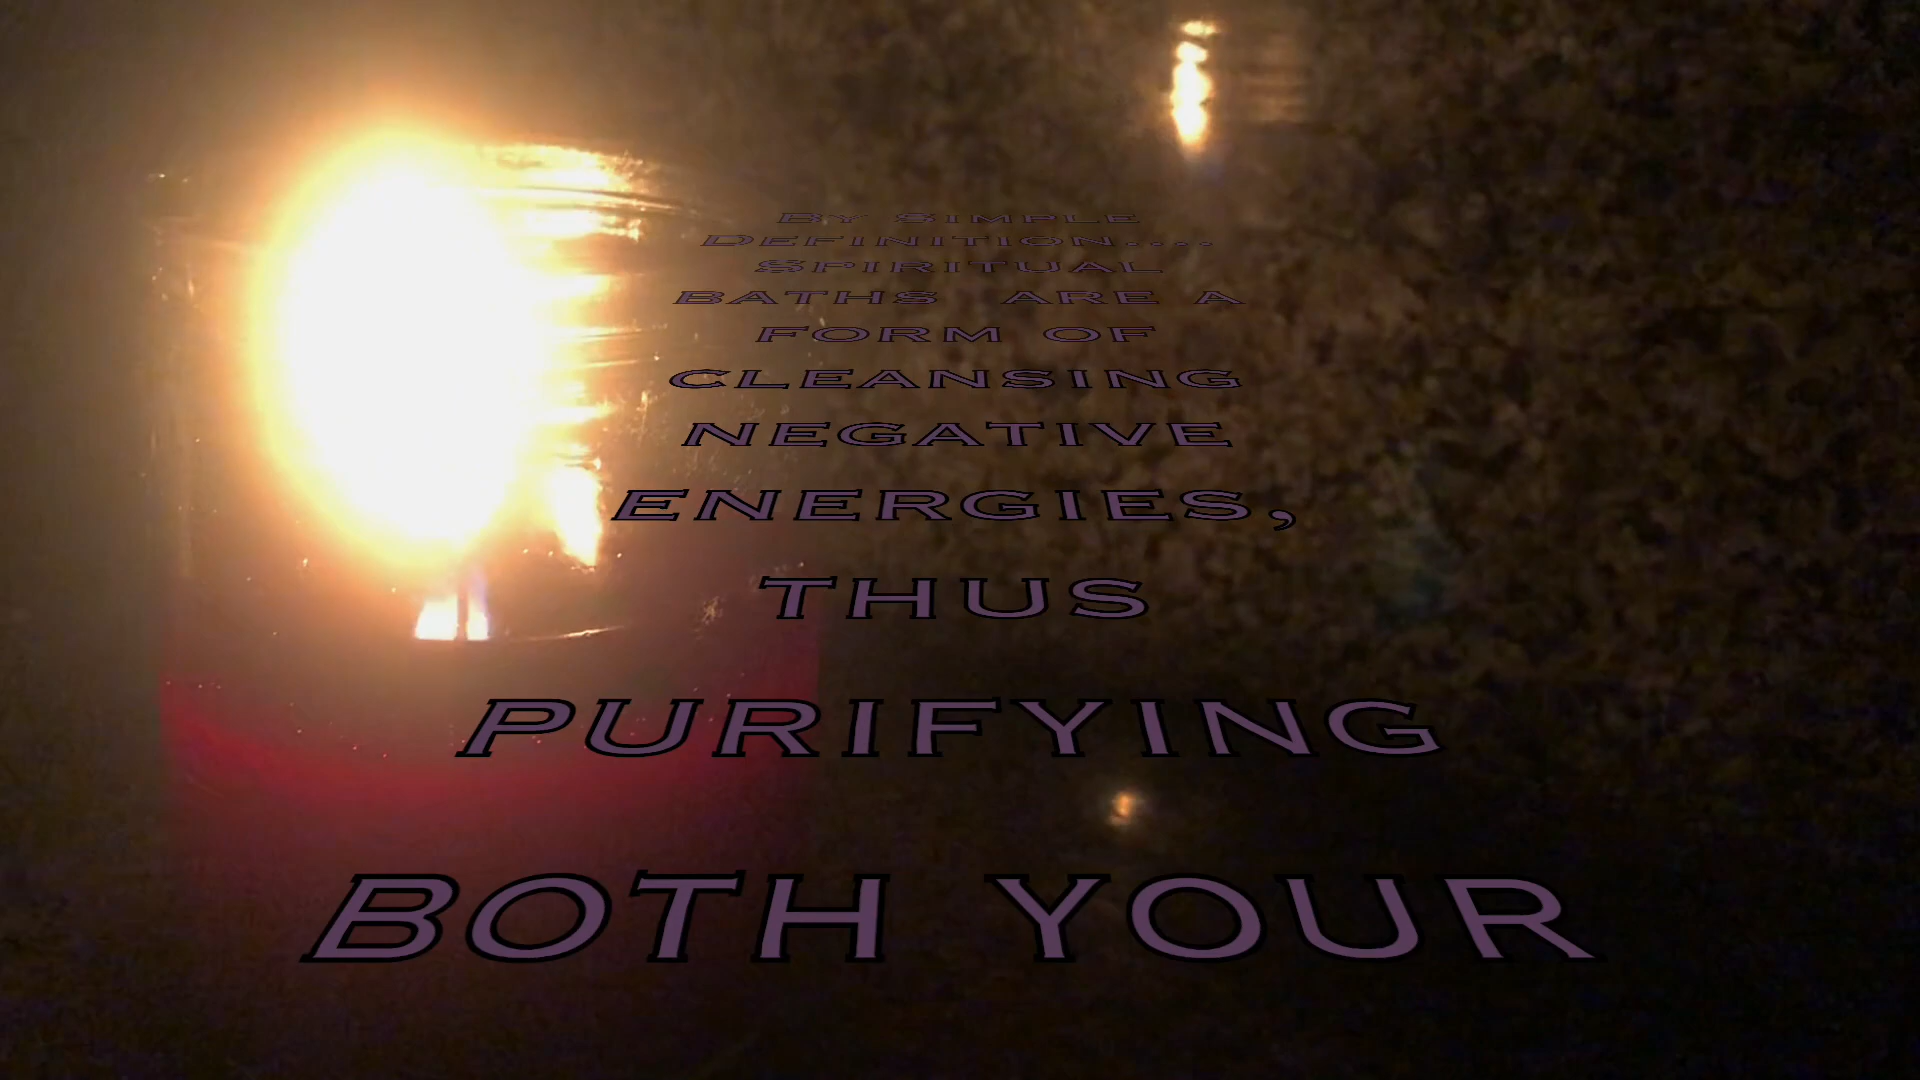 By Simple
Definition....
Spiritual
baths are a
form of
cleansing
negative
energies,
thus
purifying
both your